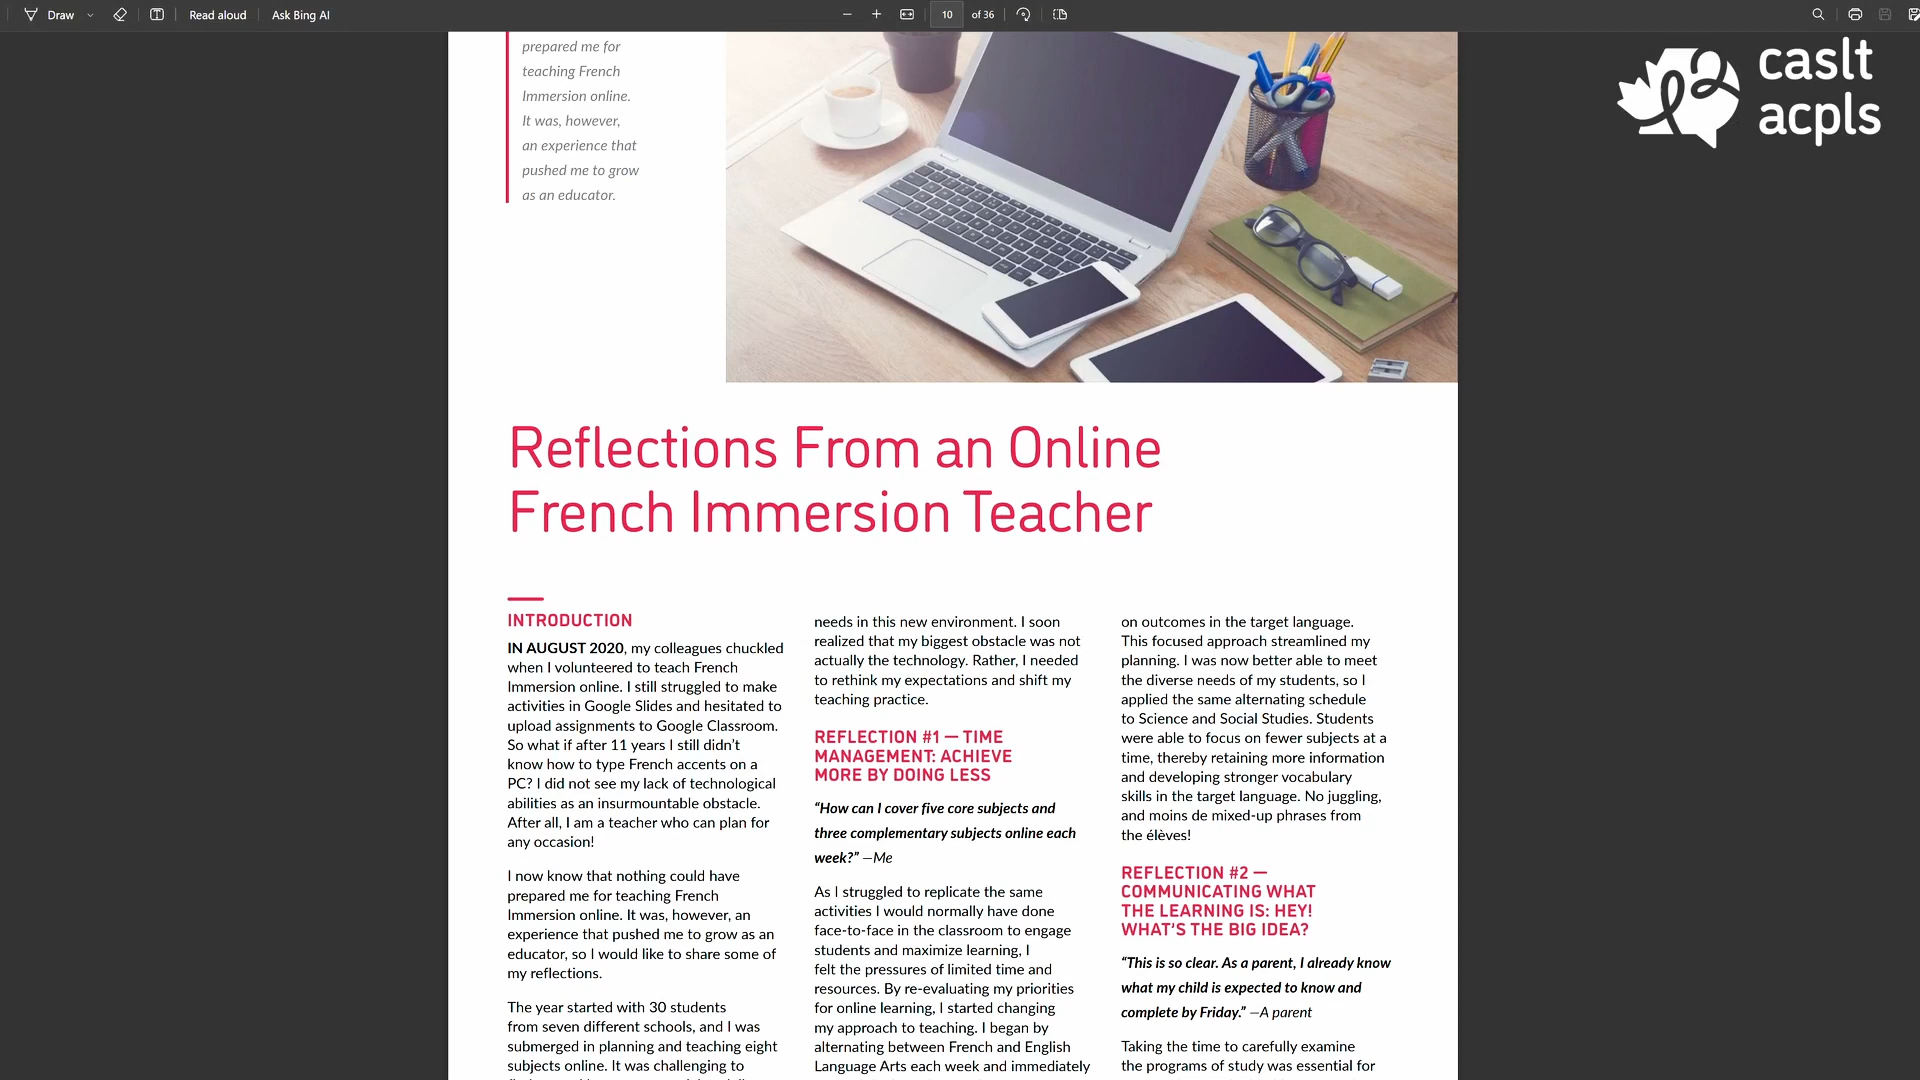 Draw
Read aloud
Ask Bing AI
10
of 36
caslt
acpls
prepared me for
teaching French
Immersion online.
It was, however,
an experience that
pushed me to grow
as an educator.
Reflections From an Online
French Immersion Teacher
INTRODUCTION
IN AUGUST 2020, my colleagues chuckled
when I volunteered to teach French
Immersion online. I still struggled to make
activities in Google Slides and hesitated to
upload assignments to Google Classroom.
So what if after 11 years I still didn’t
know how to type French accents on a
PC? I did not see my lack of technological
abilities as an insurmountable obstacle.
After all, I am a teacher who can plan for
any occasion!
I now know that nothing could have
prepared me for teaching French
Immersion online. It was, however, an
experience that pushed me to grow as an
educator, so I would like to share some of
my reflections.
The year started with 30 students
from seven different schools, and I was
submerged in planning and teaching eight
subjects online. It was challenging to
needs in this new environment. I soon
realized that my biggest obstacle was not
actually the technology. Rather, I needed
to rethink my expectations and shift my
teaching practice.
REFLECTION #1 — TIME
MANAGEMENT: ACHIEVE
MORE BY DOING LESS
“How can I cover five core subjects and
three complementary subjects online each
week?” —Me
As I struggled to replicate the same
activities I would normally have done
face-to-face in the classroom to engage
students and maximize learning, I
felt the pressures of limited time and
resources. By re-evaluating my priorities
for online learning, I started changing
my approach to teaching. I began by
alternating between French and English
Language Arts each week and immediately
on outcomes in the target language.
This focused approach streamlined my
planning. I was now better able to meet
the diverse needs of my students, so I
applied the same alternating schedule
to Science and Social Studies. Students
were able to focus on fewer subjects at a
time, thereby retaining more information
and developing stronger vocabulary
skills in the target language. No juggling,
and moins de mixed-up phrases from
the élèves!
REFLECTION #2 —
COMMUNICATING WHAT
THE LEARNING IS: HEY!
WHAT’S THE BIG IDEA?
“This is so clear. As a parent, I already know
what my child is expected to know and
complete by Friday.” —A parent
Taking the time to carefully examine
the programs of study was essential for